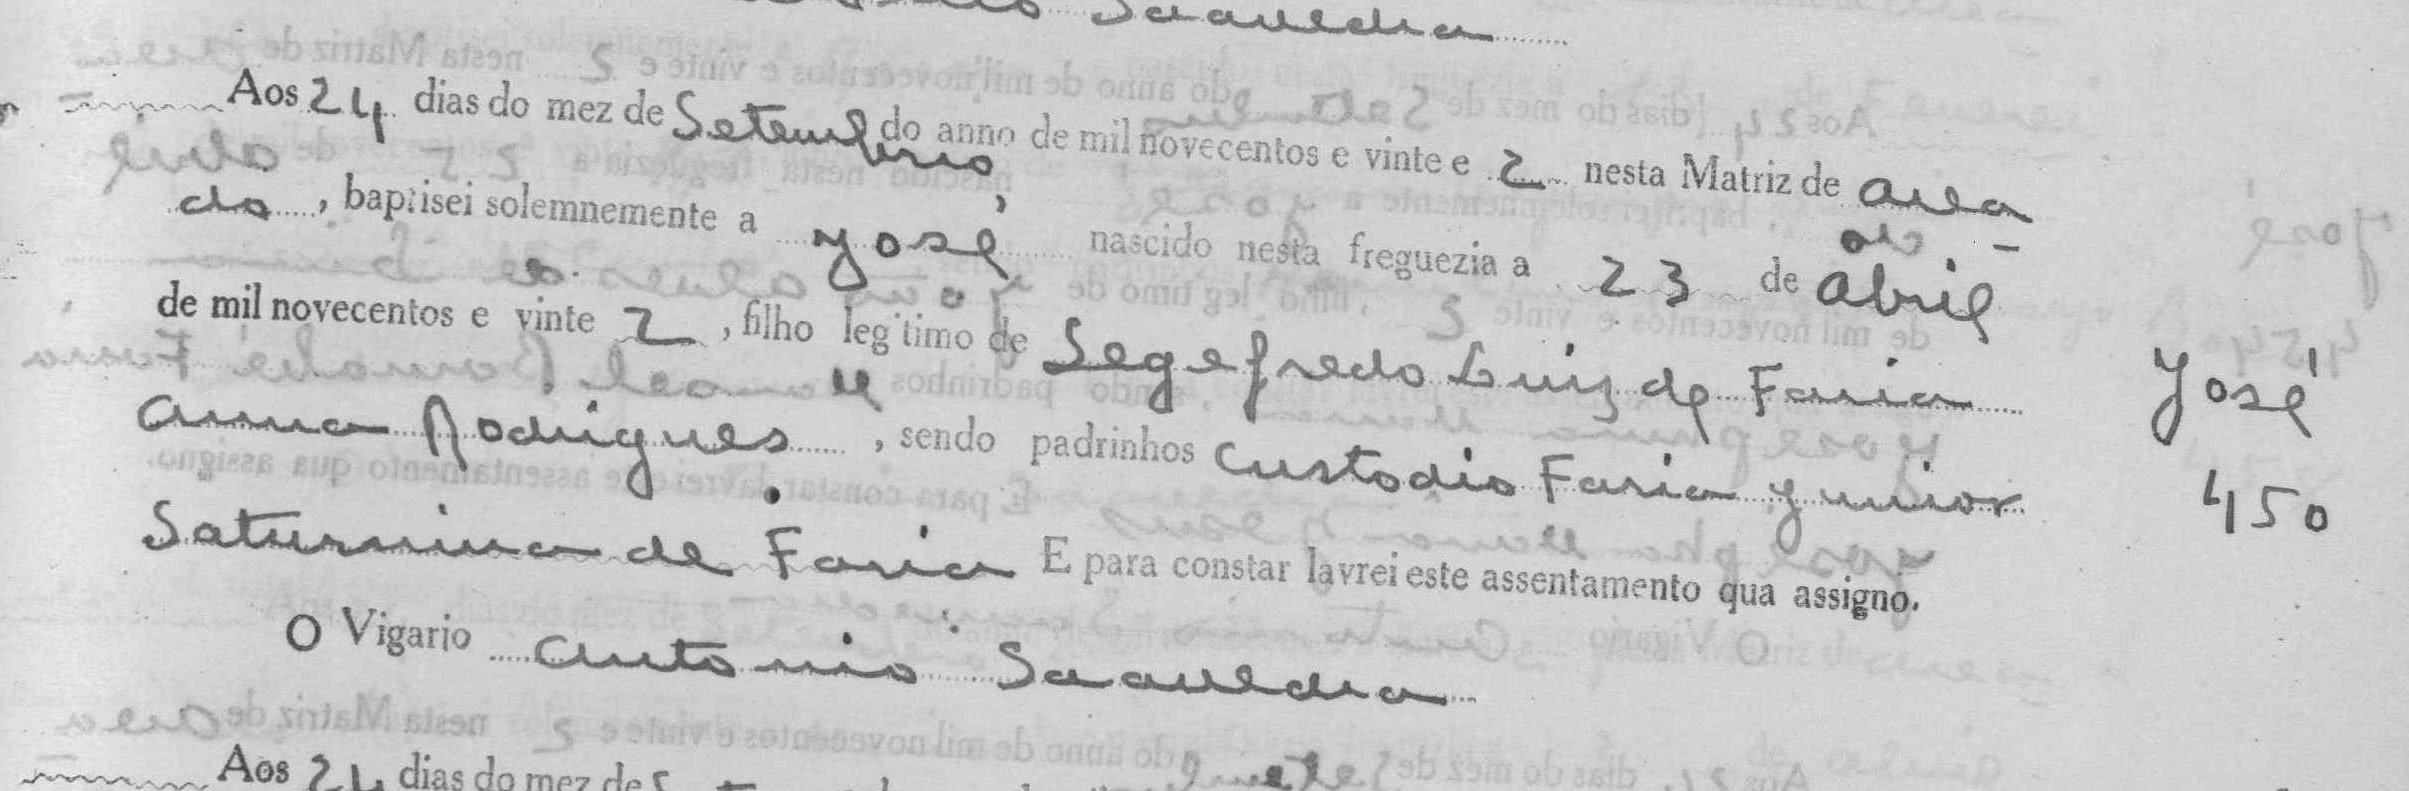 Saavedra
Aos 24 dias do mez de Setembro do anno de mil novecentos e vinte e 2 nesta Matriz de area
do, baptisei solemnemente a José nascido nesta freguezia a 23 de abril
de mil novecentos e vinte 2, filho legitimo de Segefredo Luiz de Faria
José
anna Rodrigues, sendo padrinhos Custodio Faria Junior
450
Saturnina de Faria E para constar lavrei este assentamento qua assigno.
O Vigario Antonio Saavedra
Aos 24 dias do mez de